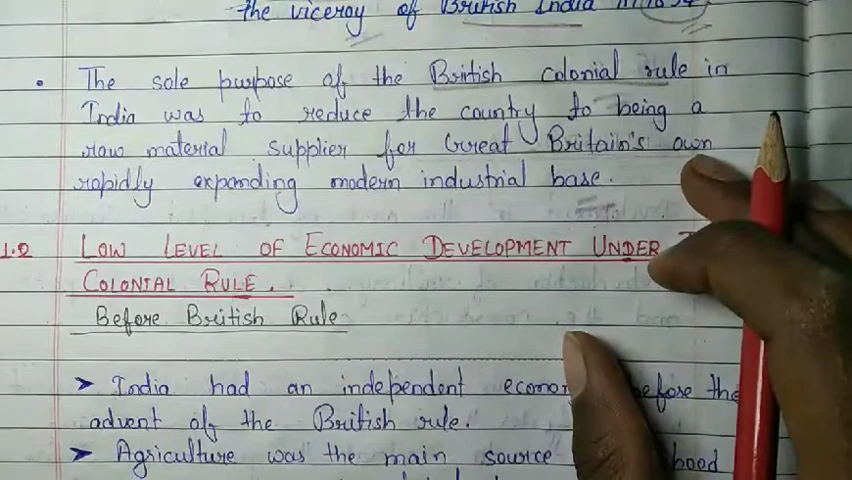 the viceroy of British India in 1894
• The sole purpose of the British colonial rule in
India was to reduce the country to being a
raw material supplier for Great Britain's own
rapidly expanding modern industrial base.
1.2 LOW LEVEL OF ECONOMIC DEVELOPMENT UNDER
COLONIAL RULE.
Before British Rule
➤ India had an independent econom before the
advent of the British rule.
➤ Agriculture was the main source hood